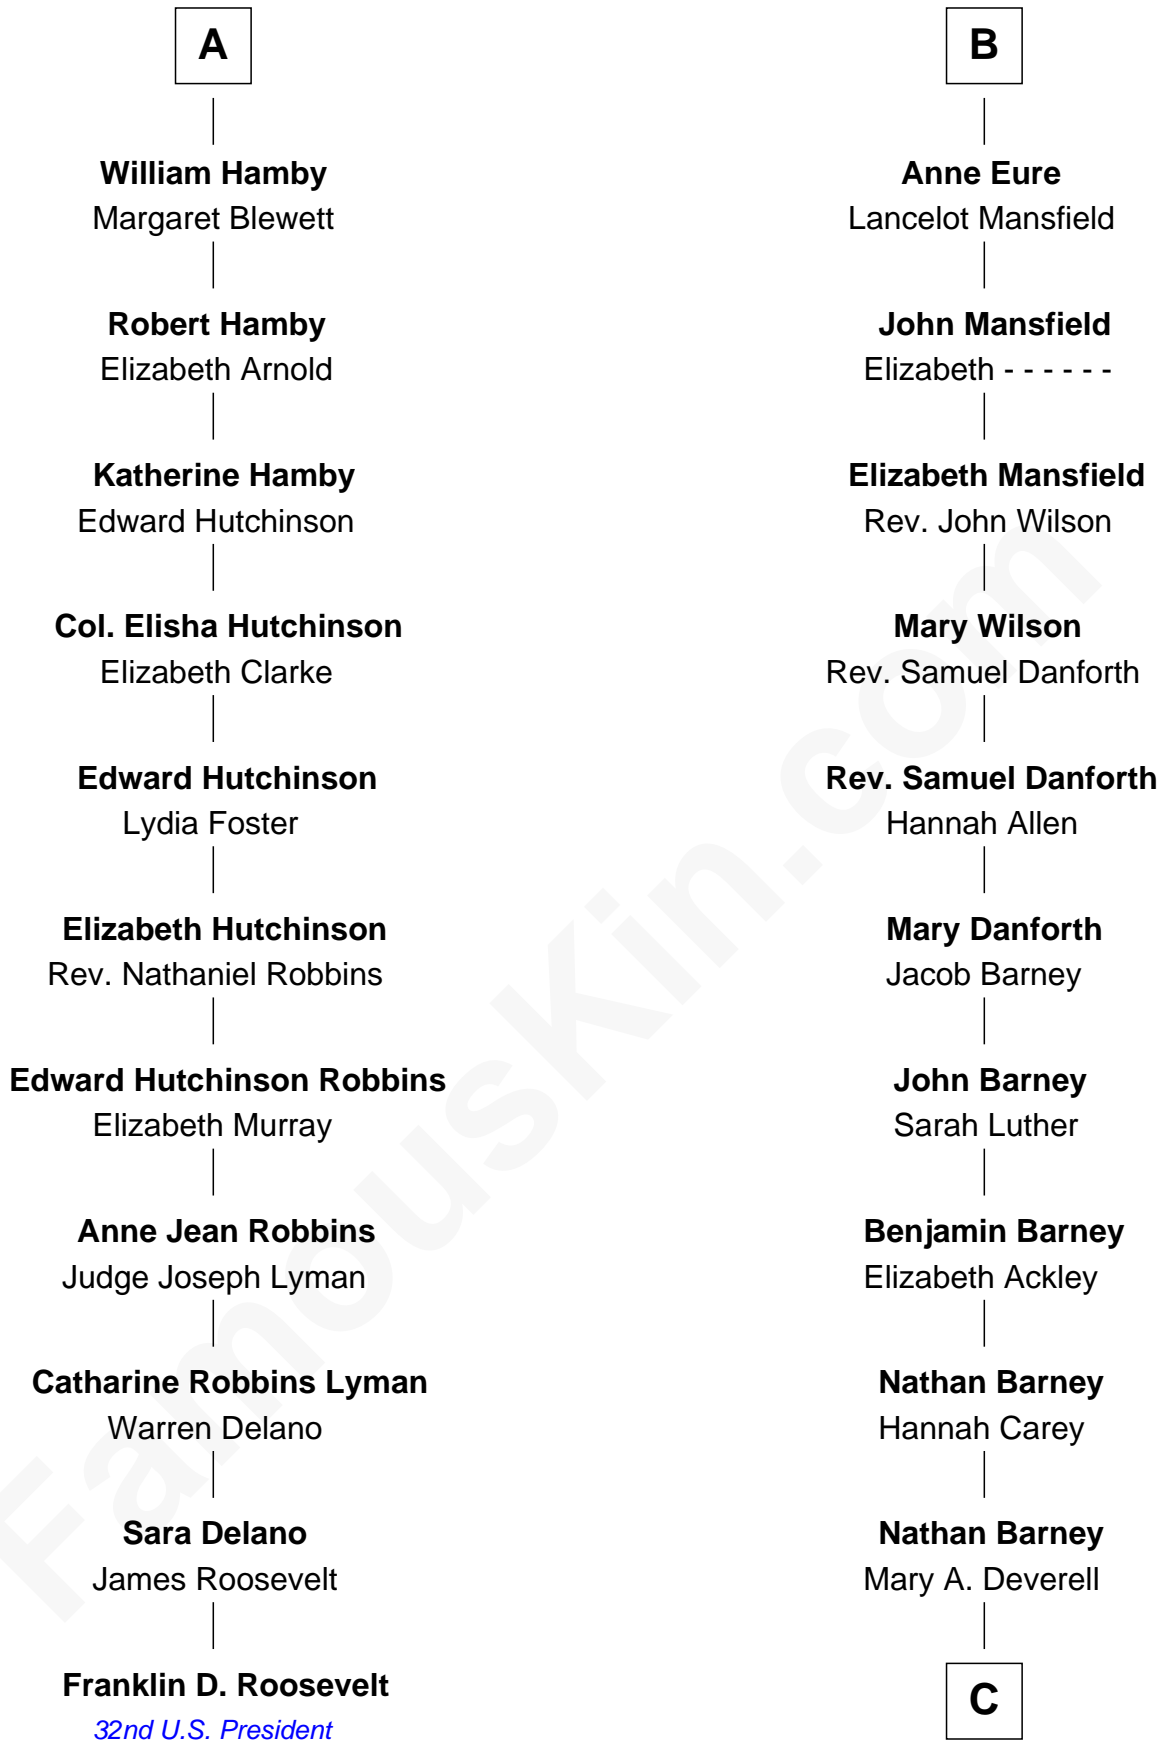 A
William Hamby
Margaret Blewett
Robert Hamby
Elizabeth Arnold
Katherine Hamby
Edward Hutchinson
Col. Elisha Hutchinson
Elizabeth Clarke
Edward Hutchinson
Lydia Foster
Elizabeth Hutchinson
Rev. Nathaniel Robbins
Edward Hutchinson Robbins
Elizabeth Murray
Anne Jean Robbins
Judge Joseph Lyman
Catharine Robbins Lyman
Warren Delano
Sara Delano
James Roosevelt
Franklin D. Roosevelt
32nd U.S. President
B
Anne Eure
Lancelot Mansfield
John Mansfield
Elizabeth - - - - - -
Elizabeth Mansfield
Rev. John Wilson
Mary Wilson
Rev. Samuel Danforth
Rev. Samuel Danforth
Hannah Allen
Mary Danforth
Jacob Barney
John Barney
Sarah Luther
Benjamin Barney
Elizabeth Ackley
Nathan Barney
Hannah Carey
Nathan Barney
Mary A. Deverell
C
FamousKin.com